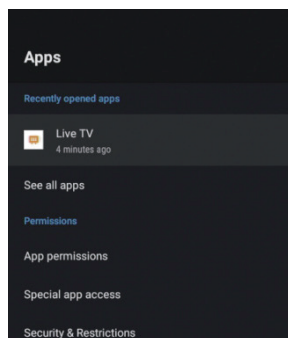 Apps
Recently opened apps
Live TV
4 minutes ago
See all apps
Permissions
App permissions
Special app access
Security & Restrictions